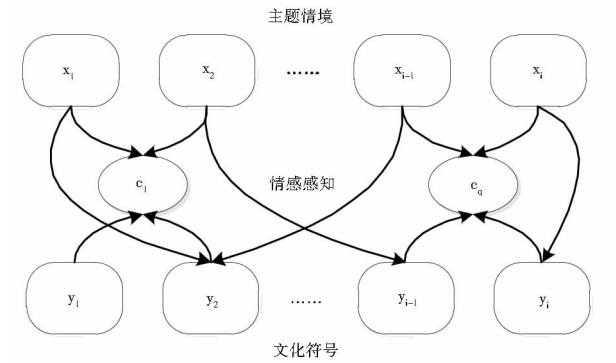 主题情境
x₁ x₂ …… xᵢ₋₁ xᵢ
c₁ 情感感知 c_q
y₁ y₂ …… yᵢ₋₁ yᵢ
文化符号